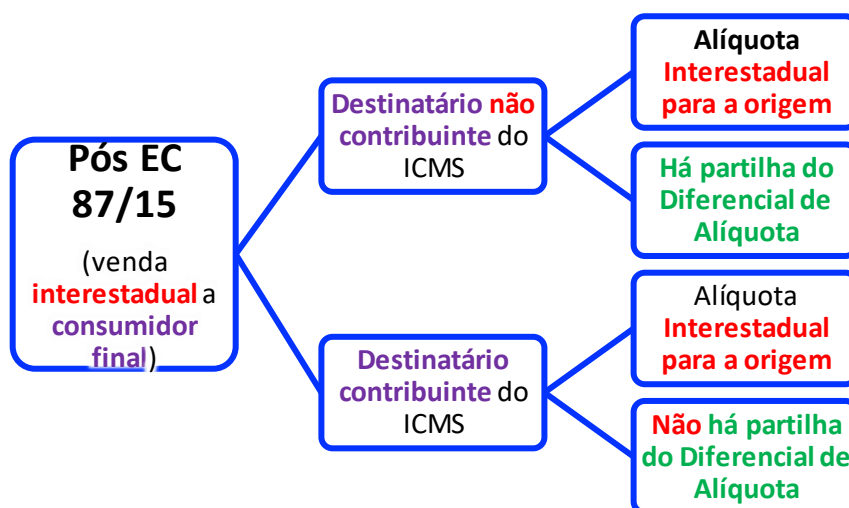 Pós EC
87/15
(venda
interestadual a
consumidor
final)
Destinatário não
contribuinte do
ICMS
Alíquota
Interestadual
para a origem
Há partilha do
Diferencial de
Alíquota
Destinatário
contribuinte do
ICMS
Alíquota
Interestadual
para a origem
Não há partilha
do Diferencial de
Alíquota